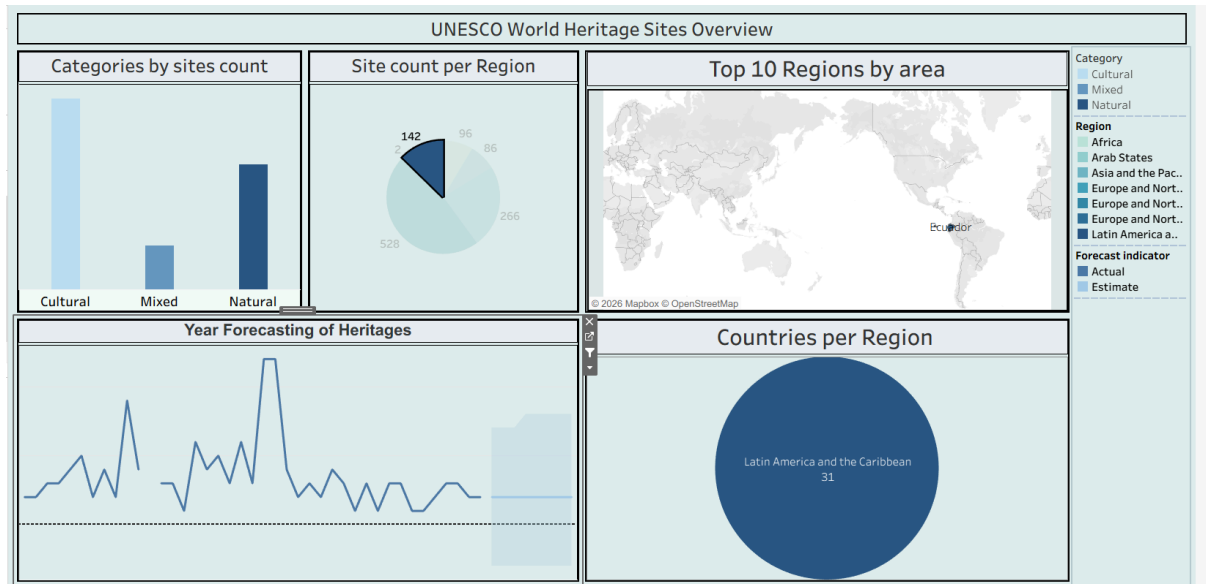 UNESCO World Heritage Sites Overview
Categories by sites count
Cultural
Mixed
Natural
Site count per Region
142
96
2
86
266
528
Top 10 Regions by area
Ecuador
© 2026 Mapbox © OpenStreetMap
Category
Cultural
Mixed
Natural
Region
Africa
Arab States
Asia and the Pac..
Europe and Nort..
Europe and Nort..
Europe and Nort..
Latin America a..
Forecast indicator
Actual
Estimate
Year Forecasting of Heritages
Countries per Region
Latin America and the Caribbean
31